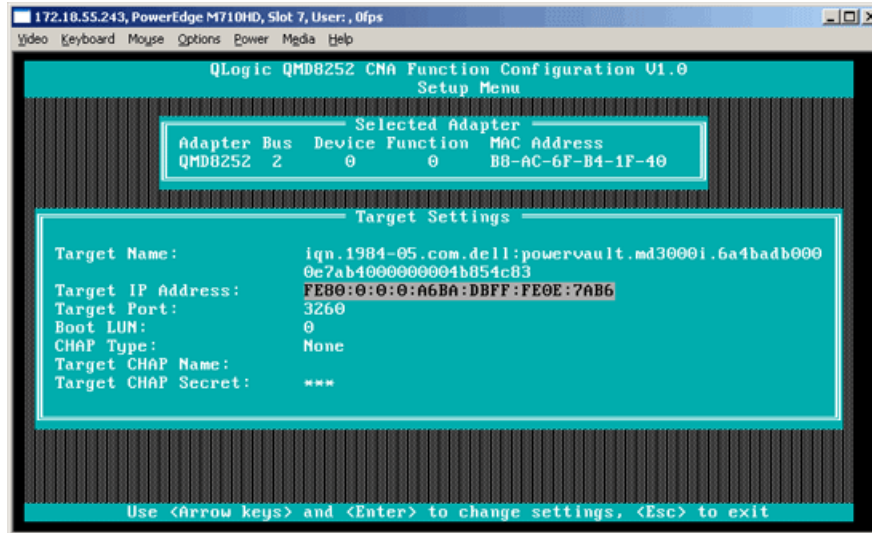 172.18.55.243, PowerEdge M710HD, Slot 7, User: , 0fps
Video Keyboard Mouse Options Power Media Help
QLogic QMD8252 CNA Function Configuration V1.0
Setup Menu
Selected Adapter
Adapter Bus Device Function MAC Address
QMD8252 2 0 0 B8-AC-6F-B4-1F-40
Target Settings
Target Name: iqn.1984-05.com.dell:powervault.md3000i.6a4badb000
0e7ab4000000004b854c83
Target IP Address: FE80:0:0:0:A6BA:DBFF:FE0E:7AB6
Target Port: 3260
Boot LUN: 0
CHAP Type: None
Target CHAP Name:
Target CHAP Secret: ***
Use <Arrow keys> and <Enter> to change settings, <Esc> to exit